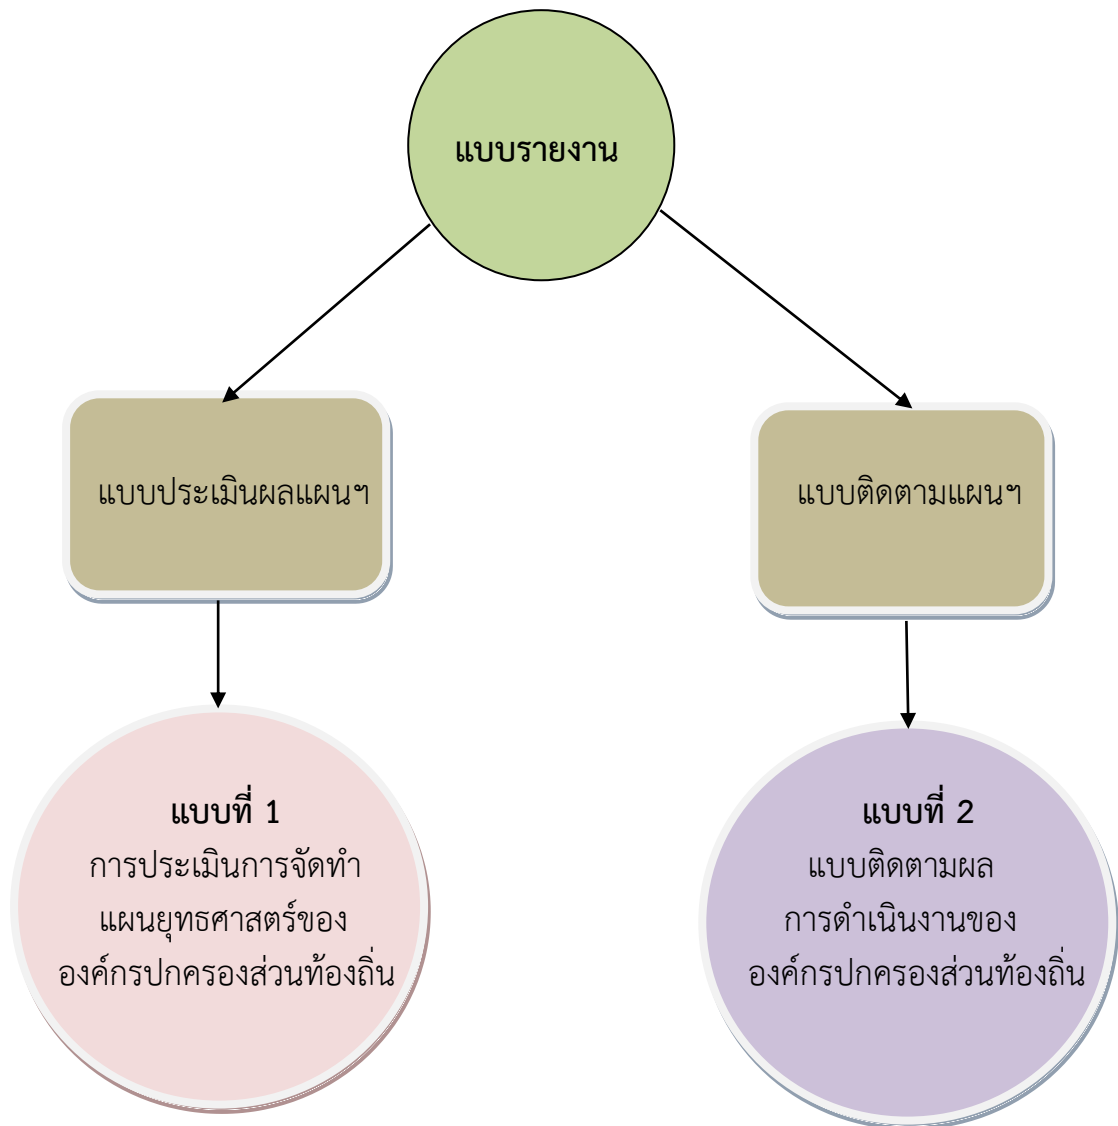 แบบรายงาน
แบบประเมินผลแผนฯ
แบบติดตามแผนฯ
แบบที่ 1
การประเมินการจัดทำ
แผนยุทธศาสตร์ของ
องค์กรปกครองส่วนท้องถิ่น
แบบที่ 2
แบบติดตามผล
การดำเนินงานของ
องค์กรปกครองส่วนท้องถิ่น